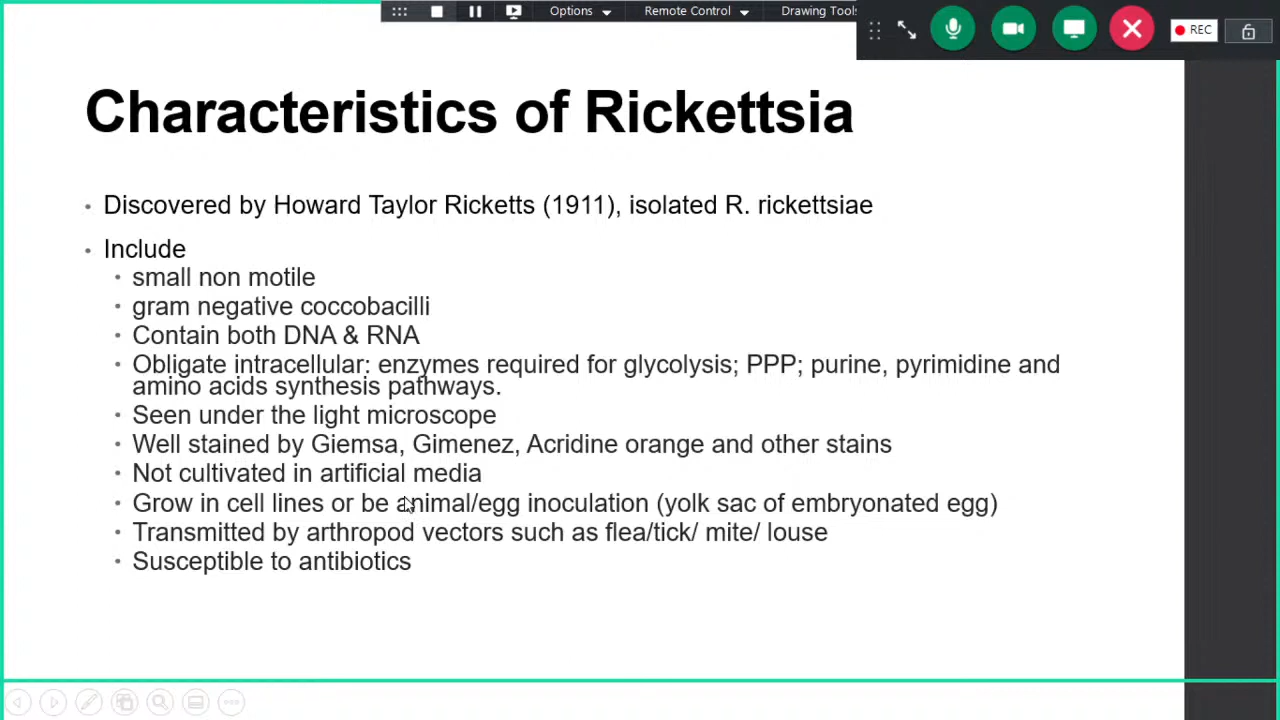 Options
Remote Control
Drawing Tools
REC
Characteristics of Rickettsia
• Discovered by Howard Taylor Ricketts (1911), isolated R. rickettsiae
• Include
• small non motile
• gram negative coccobacilli
• Contain both DNA & RNA
• Obligate intracellular: enzymes required for glycolysis; PPP; purine, pyrimidine and
amino acids synthesis pathways.
• Seen under the light microscope
• Well stained by Giemsa, Gimenez, Acridine orange and other stains
• Not cultivated in artificial media
• Grow in cell lines or be animal/egg inoculation (yolk sac of embryonated egg)
• Transmitted by arthropod vectors such as flea/tick/ mite/ louse
• Susceptible to antibiotics